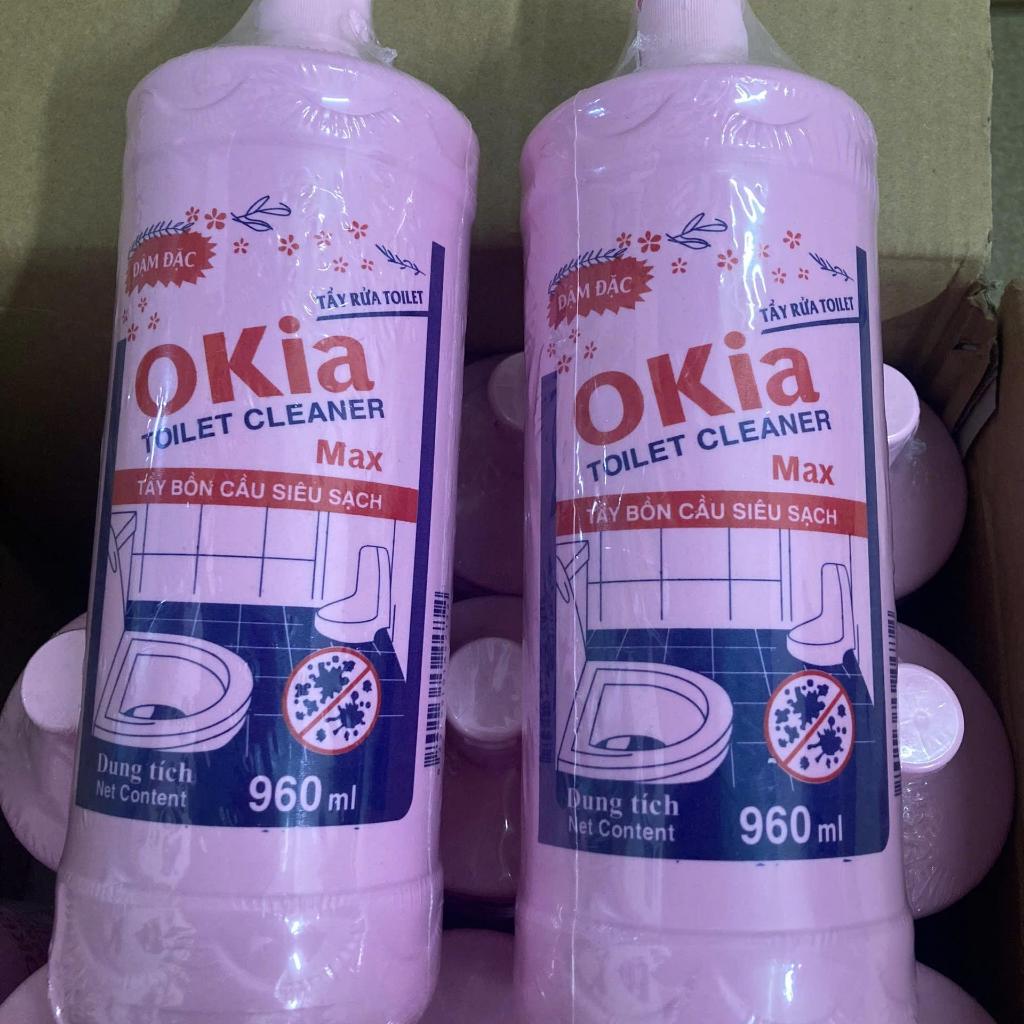 ĐẬM ĐẶC
TẨY RỬA TOILET
OKia
TOILET CLEANER
Max
TẨY BỒN CẦU SIÊU SẠCH
Dung tích
Net Content
960 ml
ĐẬM ĐẶC
TẨY RỬA TOILET
OKia
TOILET CLEANER
Max
TẨY BỒN CẦU SIÊU SẠCH
Dung tích
Net Content
960 ml